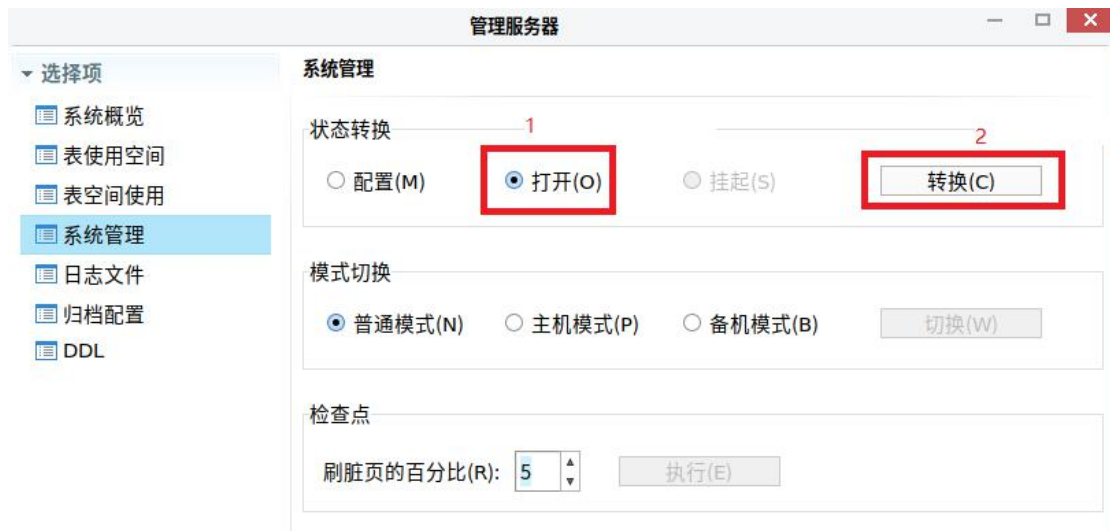 管理服务器
选择项
系统概览
表使用空间
表空间使用
系统管理
日志文件
归档配置
DDL
系统管理
状态转换
1
2
配置(M) 打开(O) 挂起(S) 转换(C)
模式切换
普通模式(N) 主机模式(P) 备机模式(B) 切换(W)
检查点
刷脏页的百分比(R): 5 执行(E)